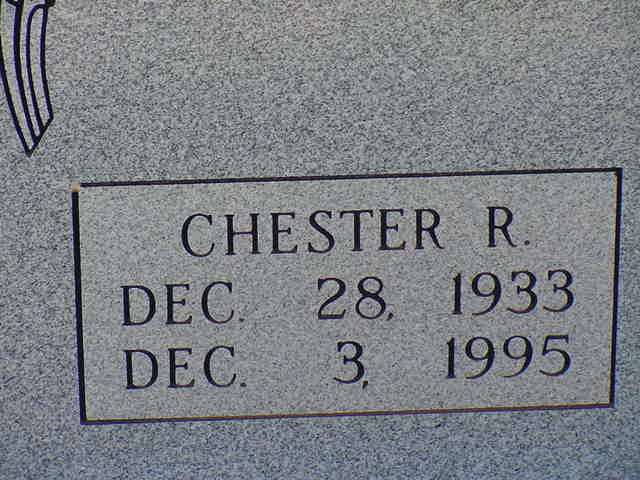 CHESTER R.
DEC. 28, 1933
DEC. 3, 1995